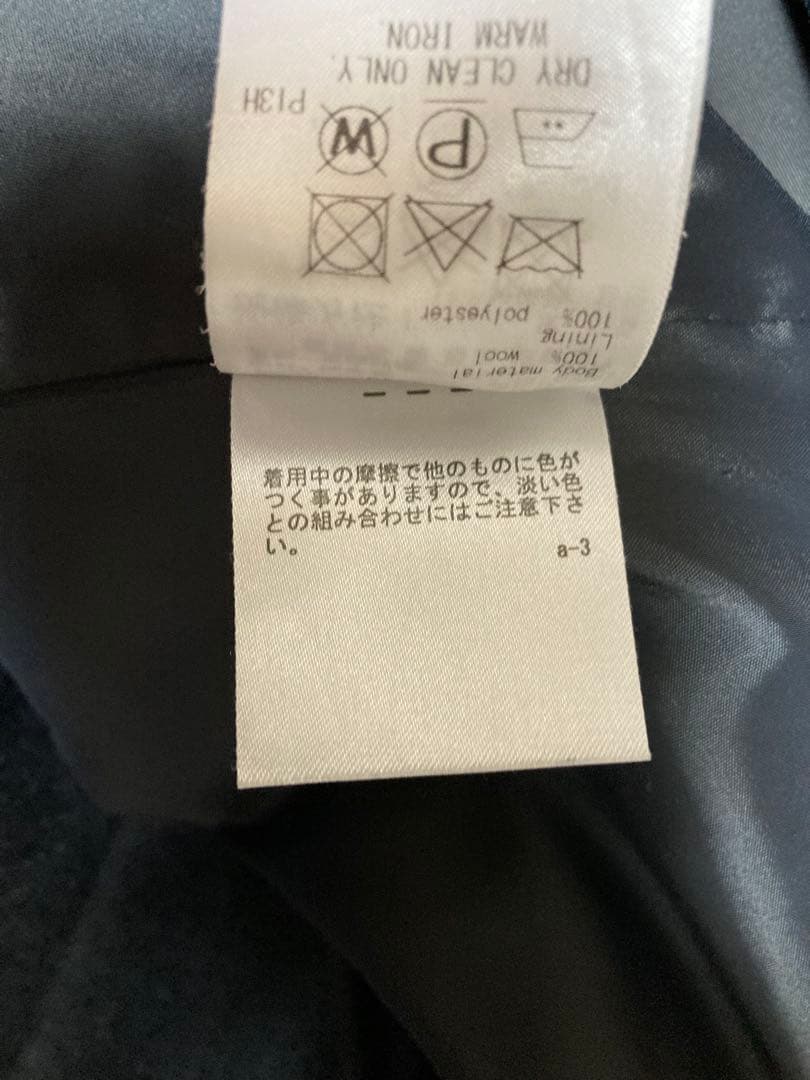 Body material
100% wool
Lining
100% polyester
W
P
P13H
DRY CLEAN ONLY.
WARM IRON.
着用中の摩擦で他のものに色が
つく事がありますので、淡い色
との組み合わせにはご注意下さ
い。
a-3